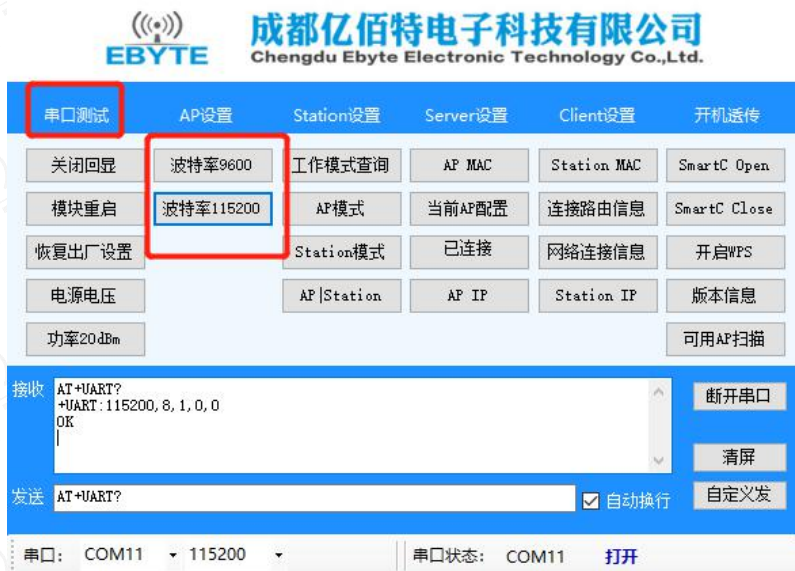 EBYTE
成都亿佰特电子科技有限公司
Chengdu Ebyte Electronic Technology Co.,Ltd.
串口测试 AP设置 Station设置 Server设置 Client设置 开机透传
关闭回显 波特率9600 工作模式查询 AP MAC Station MAC SmartC Open
模块重启 波特率115200 AP模式 当前AP配置 连接路由信息 SmartC Close
恢复出厂设置 Station模式 已连接 网络连接信息 开启WPS
电源电压 AP|Station AP IP Station IP 版本信息
功率20dBm 可用AP扫描
接收 AT+UART?
+UART:115200,8,1,0,0
OK
断开串口
清屏
发送 AT+UART? 自动换行 自定义发
串口: COM11 115200 串口状态: COM11 打开